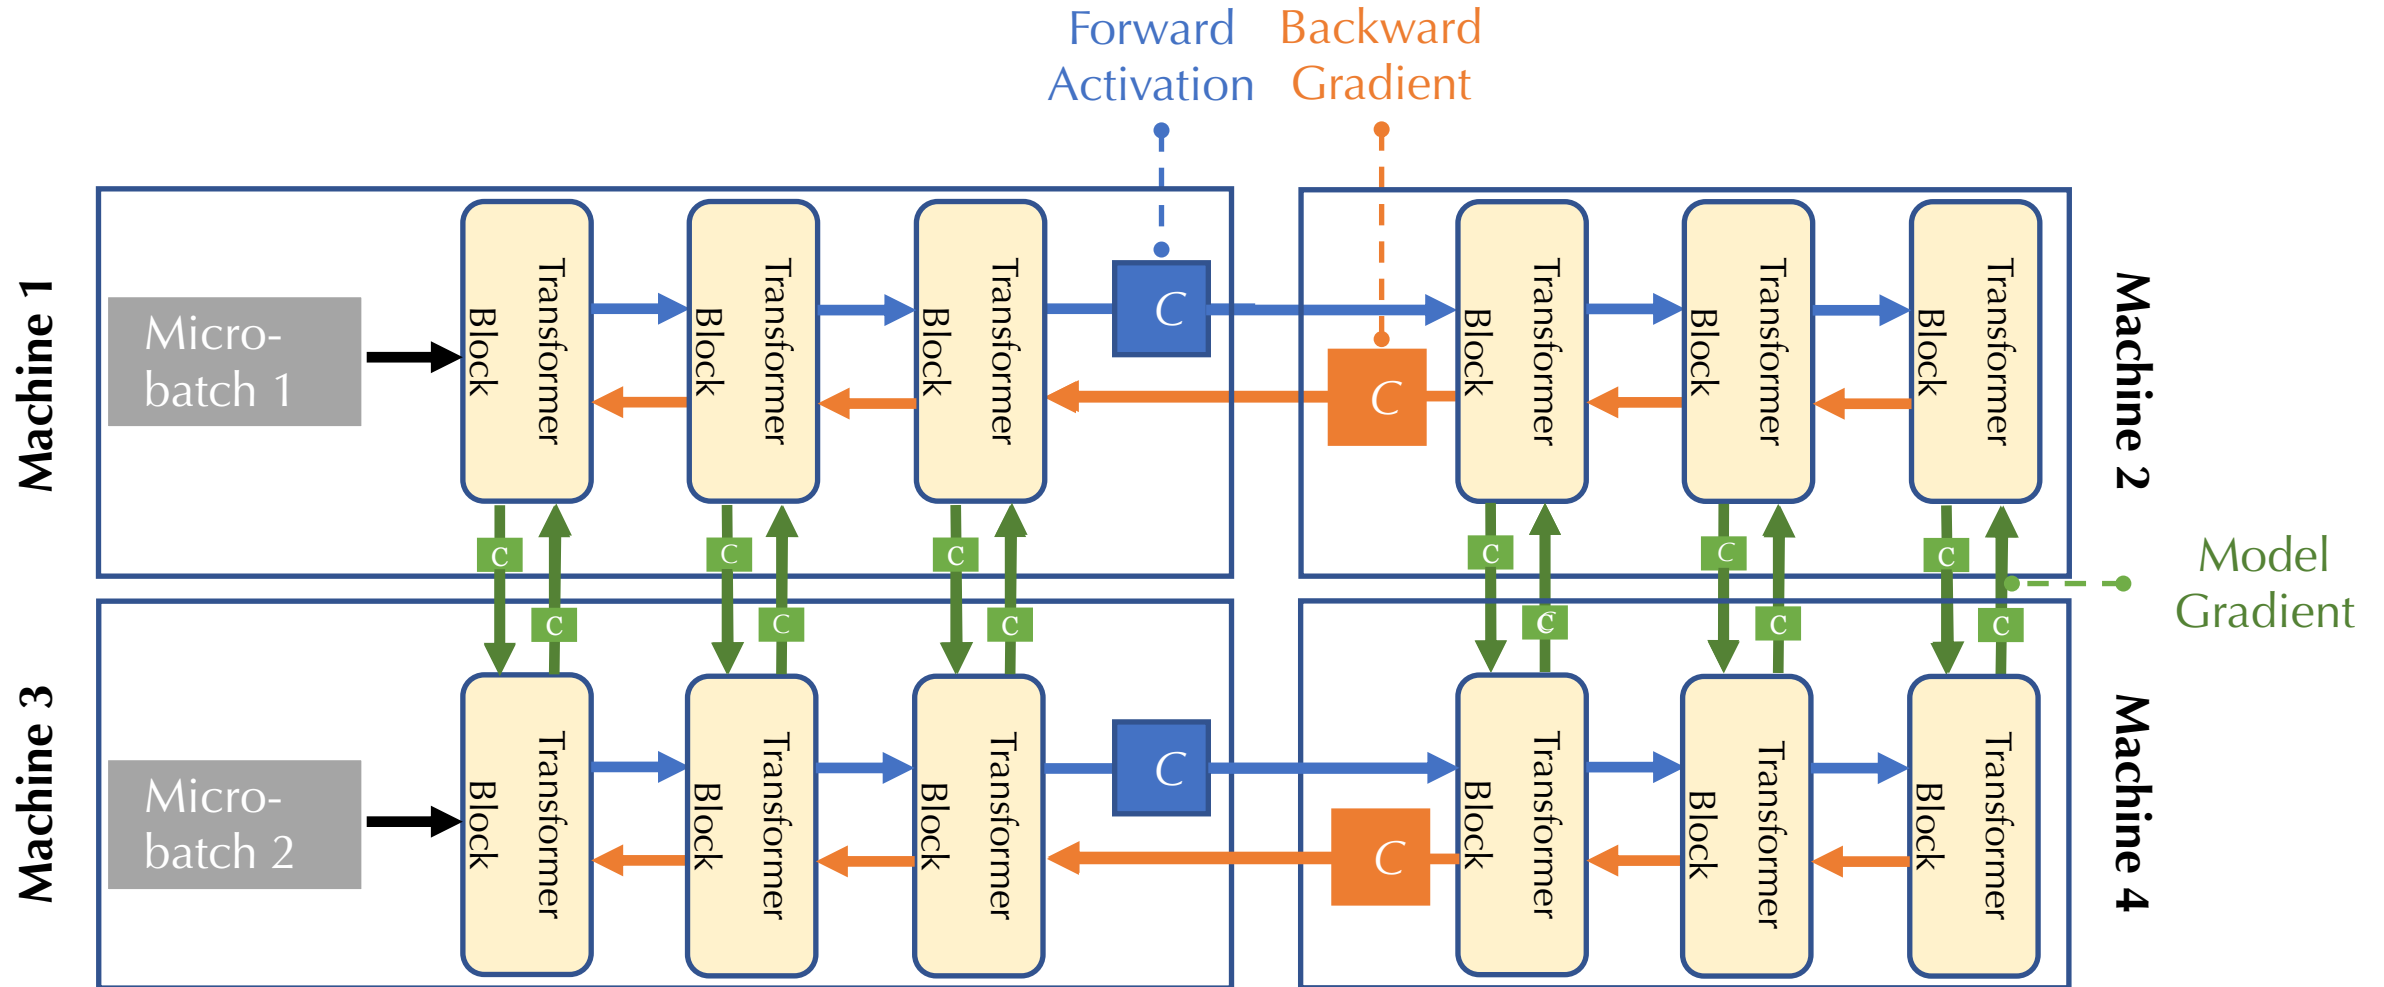 Forward
Activation
Backward
Gradient
Machine 1
Micro-
batch 1
Transformer
Block
Transformer
Block
Transformer
Block
C
C
Transformer
Block
Transformer
Block
Transformer
Block
Machine 2
C
C
C
C
C
C
Model
Gradient
C
C
C
C
C
C
Machine 3
Micro-
batch 2
Transformer
Block
Transformer
Block
Transformer
Block
C
C
Transformer
Block
Transformer
Block
Transformer
Block
Machine 4